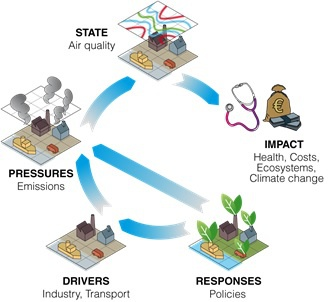 STATE
Air quality
IMPACT
Health, Costs,
Ecosystems,
Climate change
PRESSURES
Emissions
DRIVERS
Industry, Transport
RESPONSES
Policies